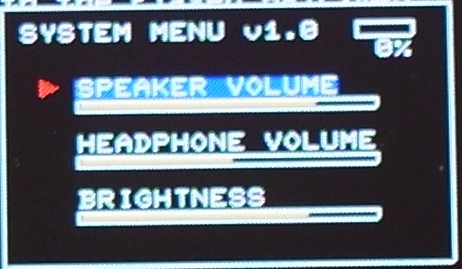 SYSTEM MENU v1.0
0%
SPEAKER VOLUME
HEADPHONE VOLUME
BRIGHTNESS